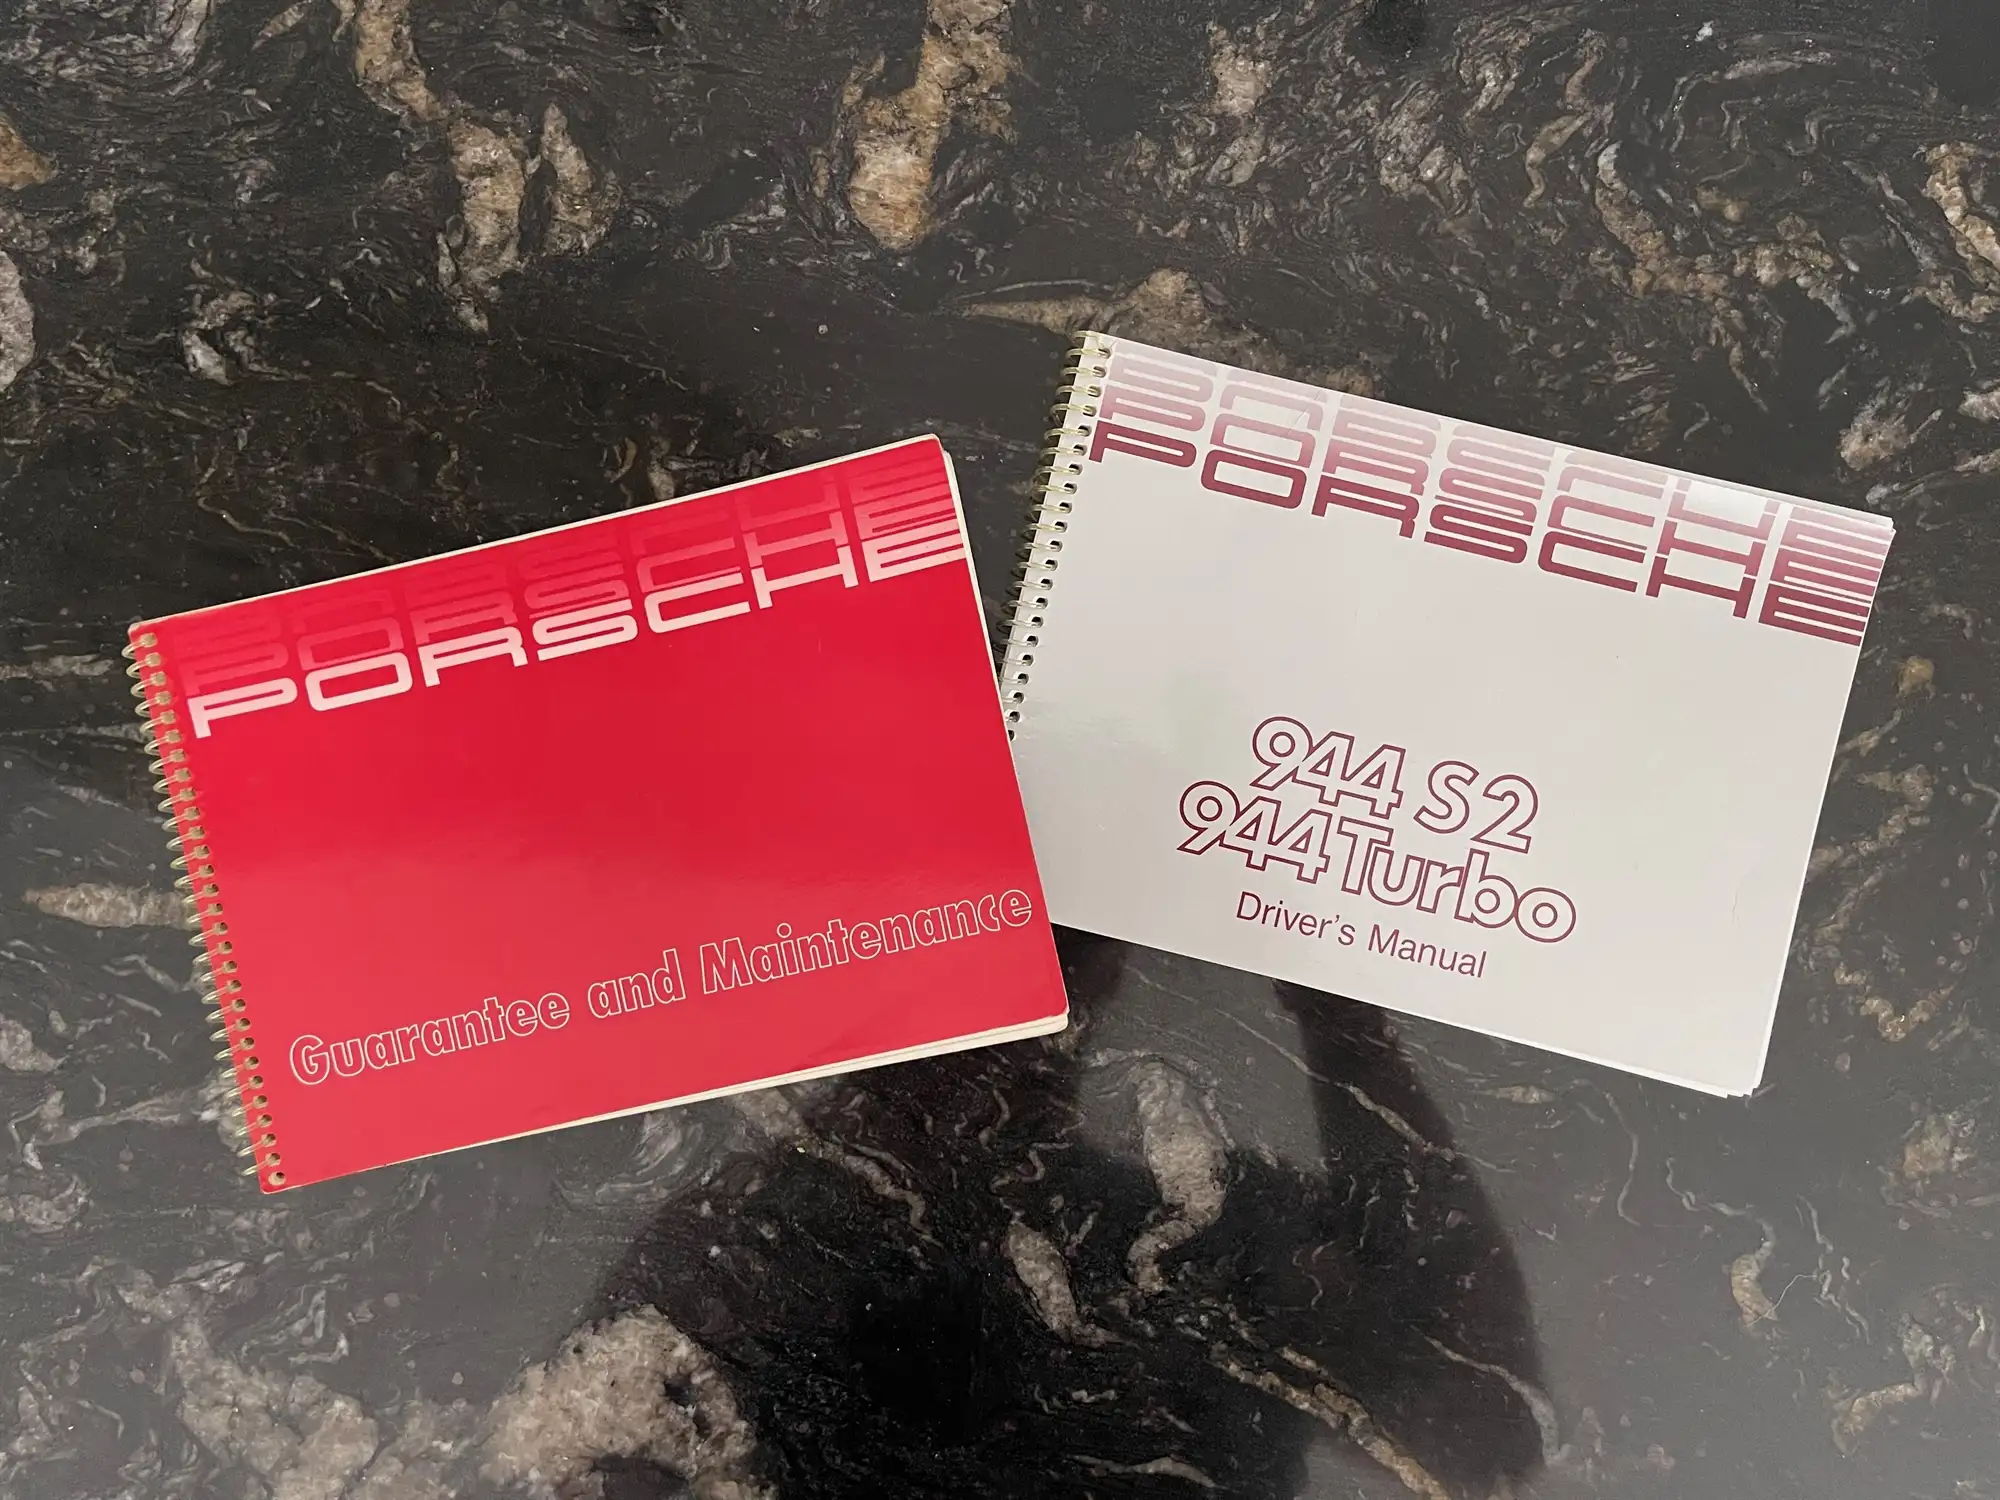 PORSCHE
Guarantee and Maintenance
PORSCHE
944 S2
944 Turbo
Driver's Manual